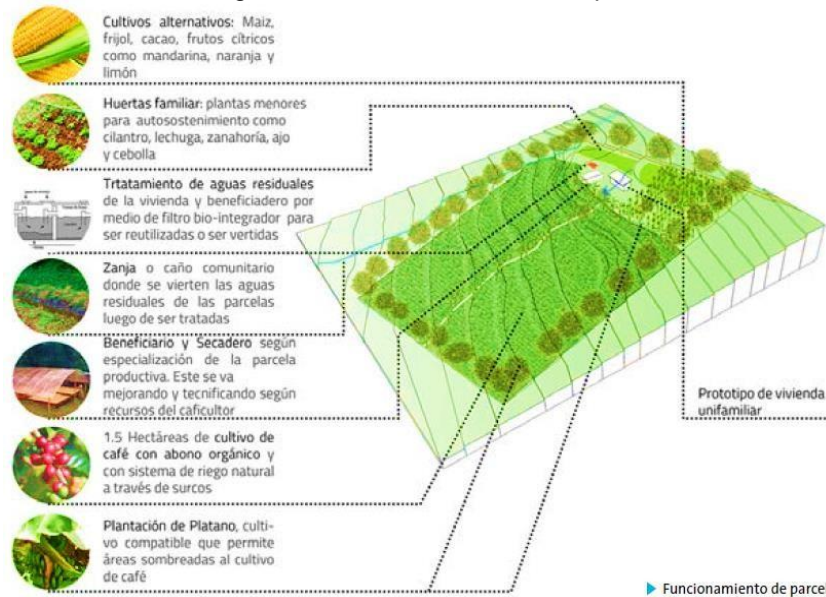 Cultivos alternativos: Maiz,
frijol, cacao, frutos cítricos
como mandarina, naranja y
limón
Huertas familiar: plantas menores
para autosostenimiento como
cilantro, lechuga, zanahoría, ajo
y cebolla
Trtatamiento de aguas residuales
de la vivienda y beneficiadero por
medio de filtro bio-integrador para
ser reutilizadas o ser vertidas
Zanja o caño comunitario
donde se vierten las aguas
residuales de las parcelas
luego de ser tratadas
Beneficiario y Secadero según
especialización de la parcela
productiva. Este se va
mejorando y tecnificando según
recursos del caficultor
1.5 Hectáreas de cultivo de
café con abono orgánico y
con sistema de riego natural
a través de surcos
Plantación de Platano, culti-
vo compatible que permite
áreas sombreadas al cultivo
de café
Prototipo de vivienda
unifamiliar
Funcionamiento de parcel